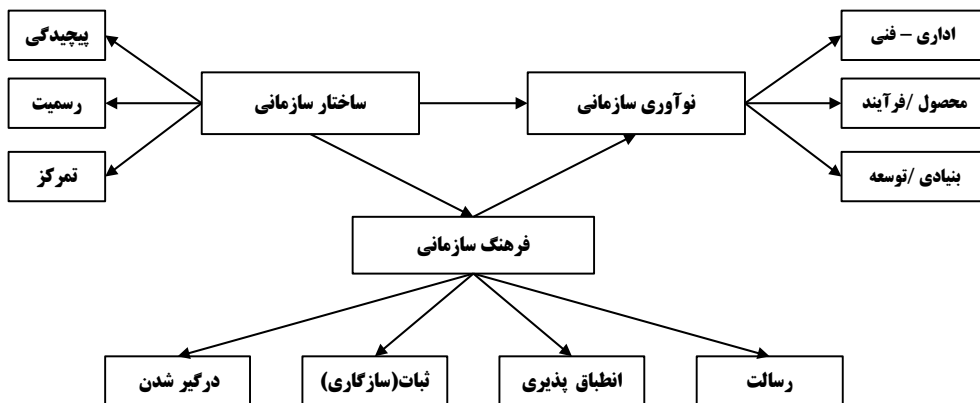 پیچیدگی
اداری – فنی
ساختار سازمانی
نوآوری سازمانی
رسمیت
محصول /فرآیند
تمرکز
بنیادی /توسعه
فرهنگ سازمانی
رسالت
انطباق پذیری
ثبات(سازگاری)
درگیر شدن